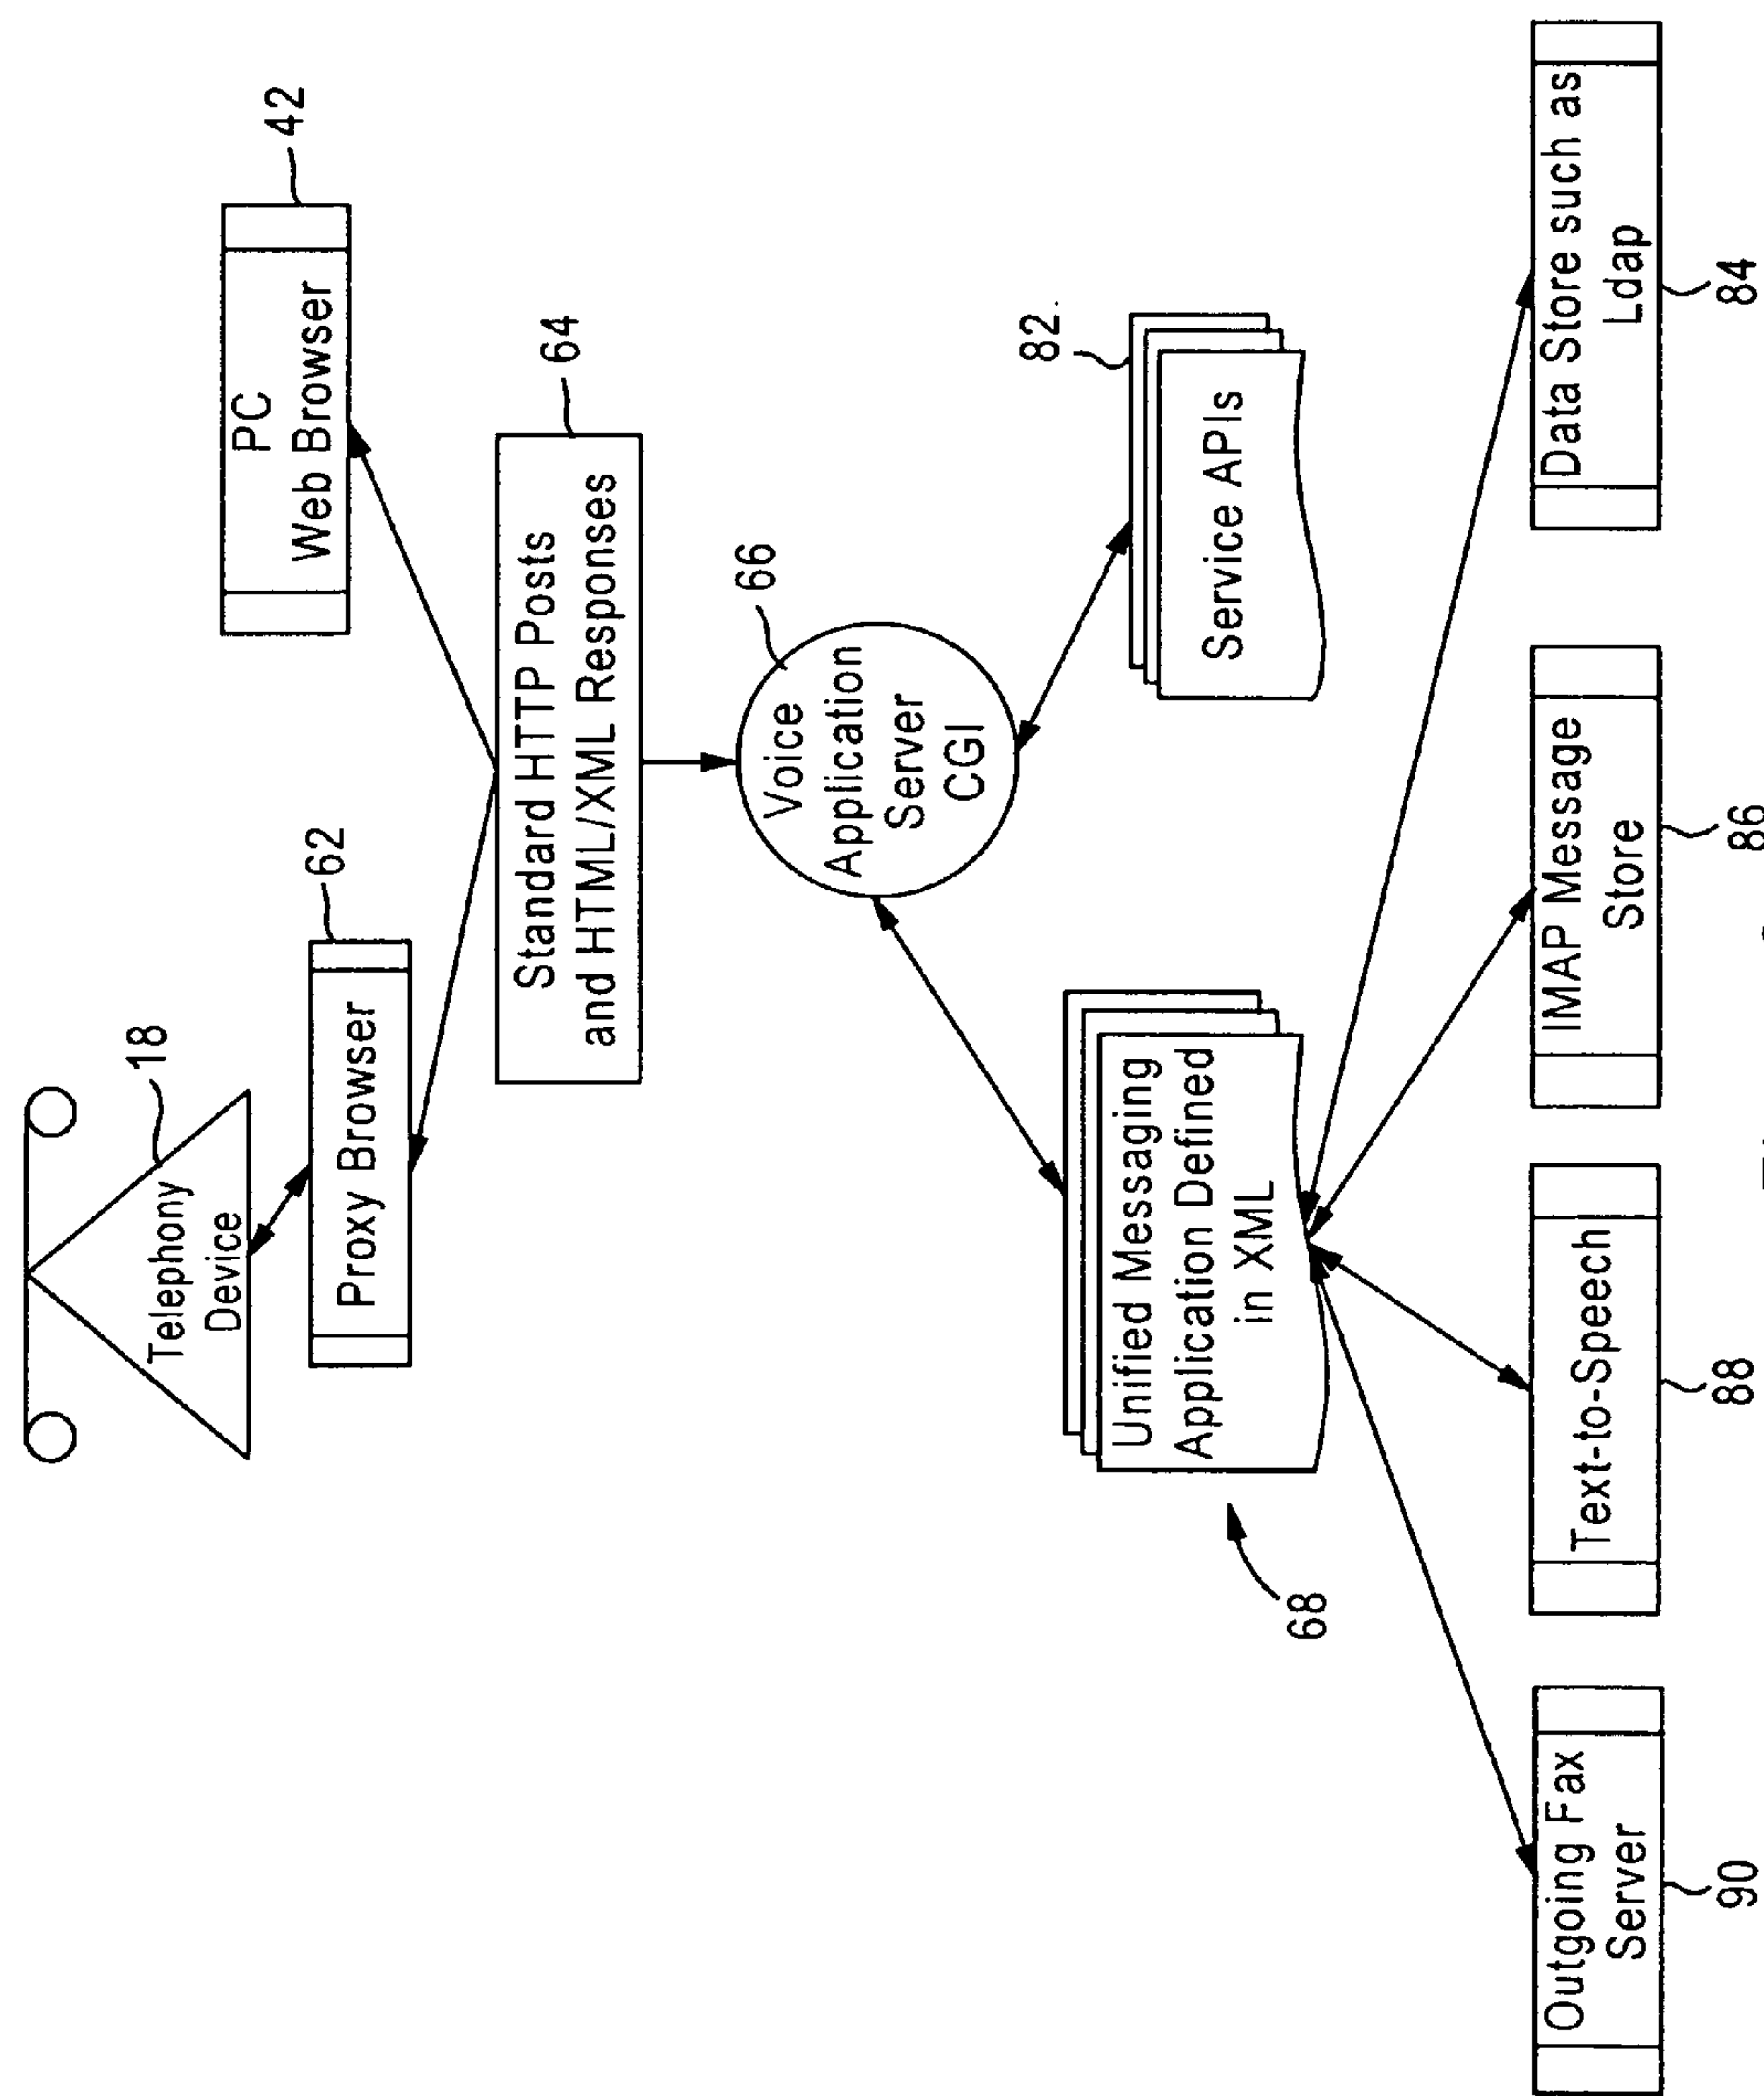 18
Telephony
Device
62
Proxy Browser
42
PC
Web Browser
64
Standard HTTP Posts
and HTML/XML Responses
66
Voice
Application
Server
CGI
82
Service APIs
Unified Messaging
Application Defined
in XML
68
Outgoing Fax
Server
90
Text-to-Speech
88
IMAP Message
Store
86
Data Store such as
Ldap
84